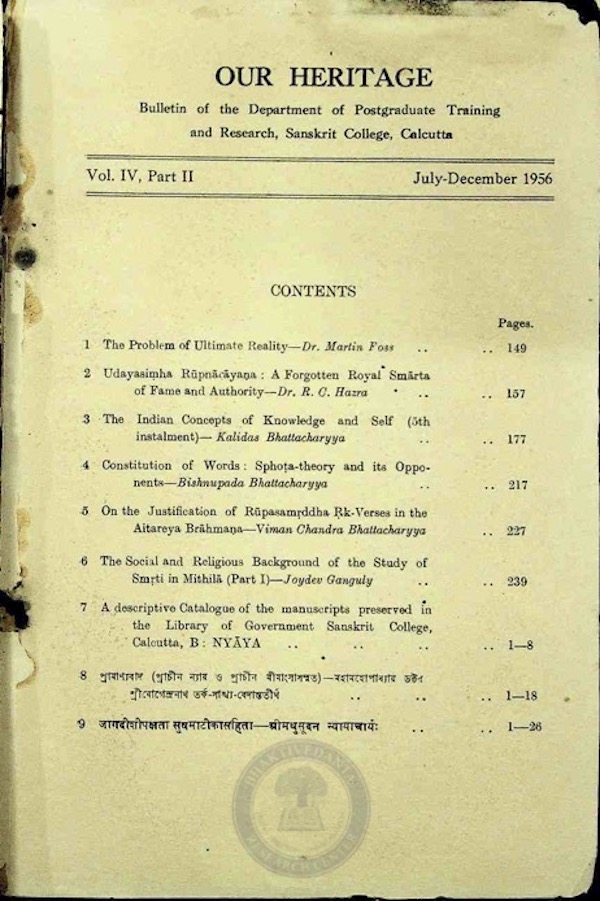 OUR HERITAGE
Bulletin of the Department of Postgraduate Training
and Research, Sanskrit College, Calcutta
Vol. IV, Part II July-December 1956
CONTENTS
Pages.
1 The Problem of Ultimate Reality—Dr. Martin Foss .. .. 149
2 Udayasiṃha Rūpnārāyaṇa : A Forgotten Royal Smārta
of Fame and Authority—Dr. R. C. Hazra .. .. 157
3 The Indian Concepts of Knowledge and Self (5th
instalment)— Kalidas Bhattacharyya .. .. 177
4 Constitution of Words : Sphoṭa-theory and its Oppo-
nents—Bishnupada Bhattacharyya .. .. 217
5 On the Justification of Rūpasamṛddha Ṛk-Verses in the
Aitareya Brāhmaṇa—Viman Chandra Bhattacharyya .. 227
6 The Social and Religious Background of the Study of
Smṛti in Mithilā (Part I)—Joydev Ganguly .. .. 239
7 A descriptive Catalogue of the manuscripts preserved in
the Library of Government Sanskrit College,
Calcutta, B : NYĀYA .. .. .. .. 1—8
8 প্রামাণ্যবাদ (প্রাচীন ন্যায় ও প্রাচীন মীমাংসাসম্মত)—মহামহোপাধ্যায় ডক্টর
শ্রীযোগেন্দ্রনাথ তর্ক-সাংখ্য-বেদান্ততীর্থ .. .. .. 1—18
9 जागदीशीपक्षता सुषमाटीकासहिता—श्रीमधुसूदन न्यायाचार्यः .. .. 1—26
BHAKTIVEDANTA
RESEARCH CENTRE